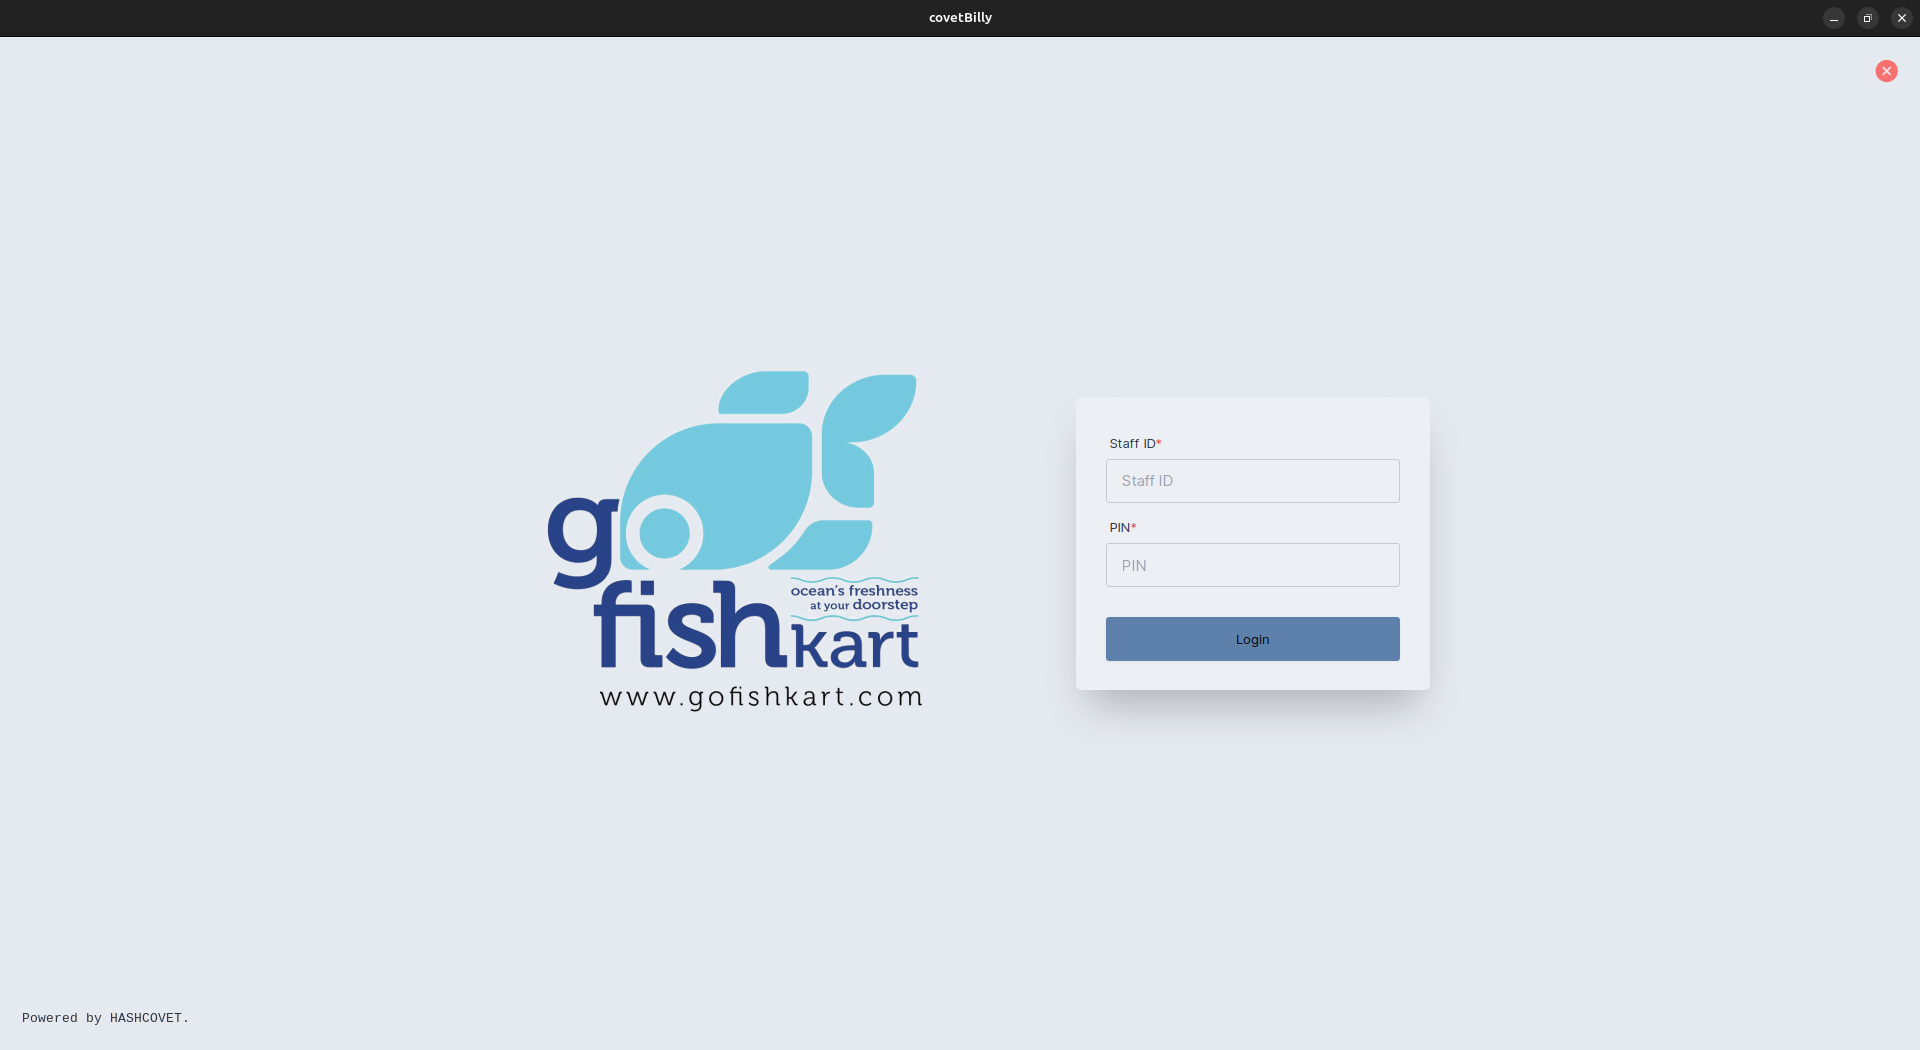 covetBilly
go
fish
ocean's freshness
at your doorstep
kart
www.gofishkart.com
Staff ID*
Staff ID
PIN*
PIN
Login
Powered by HASHCOVET.